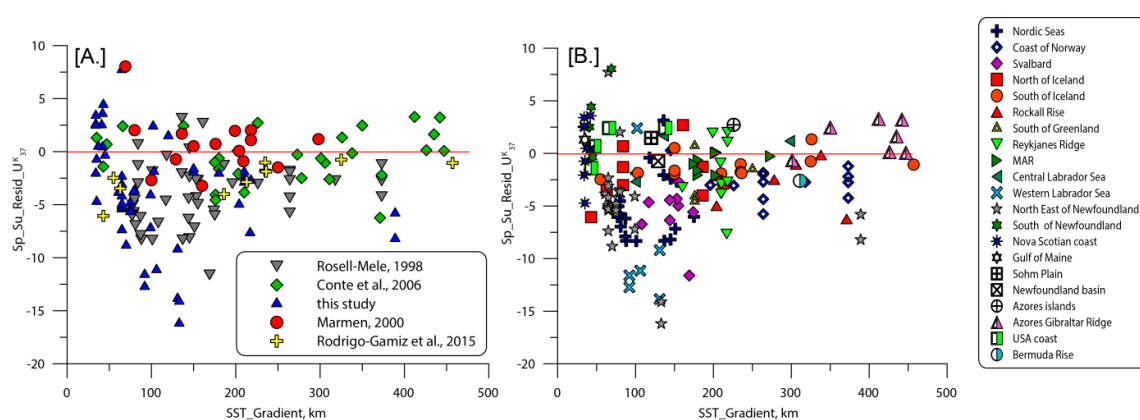 [A.]
10
5
0
-5
-10
-15
-20
Sp_Su_Resid_U^K_37
0
100
200
300
400
500
SST_Gradient, km
Rosell-Mele, 1998
Conte et al., 2006
this study
Marmen, 2000
Rodrigo-Gamiz et al., 2015
[B.]
10
5
0
-5
-10
-15
-20
Sp_Su_Resid_U^K_37
0
100
200
300
400
500
SST_Gradient, km
Nordic Seas
Coast of Norway
Svalbard
North of Iceland
South of Iceland
Rockall Rise
South of Greenland
Reykjanes Ridge
MAR
Central Labrador Sea
Western Labrador Sea
North East of Newfoundland
South of Newfoundland
Nova Scotian coast
Gulf of Maine
Sohm Plain
Newfoundland basin
Azores islands
Azores Gibraltar Ridge
USA coast
Bermuda Rise